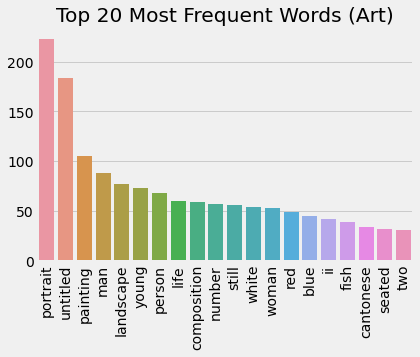 Top 20 Most Frequent Words (Art)
200
150
100
50
0
portrait
untitled
painting
man
landscape
young
person
life
composition
number
still
white
woman
red
blue
ii
fish
cantonese
seated
two